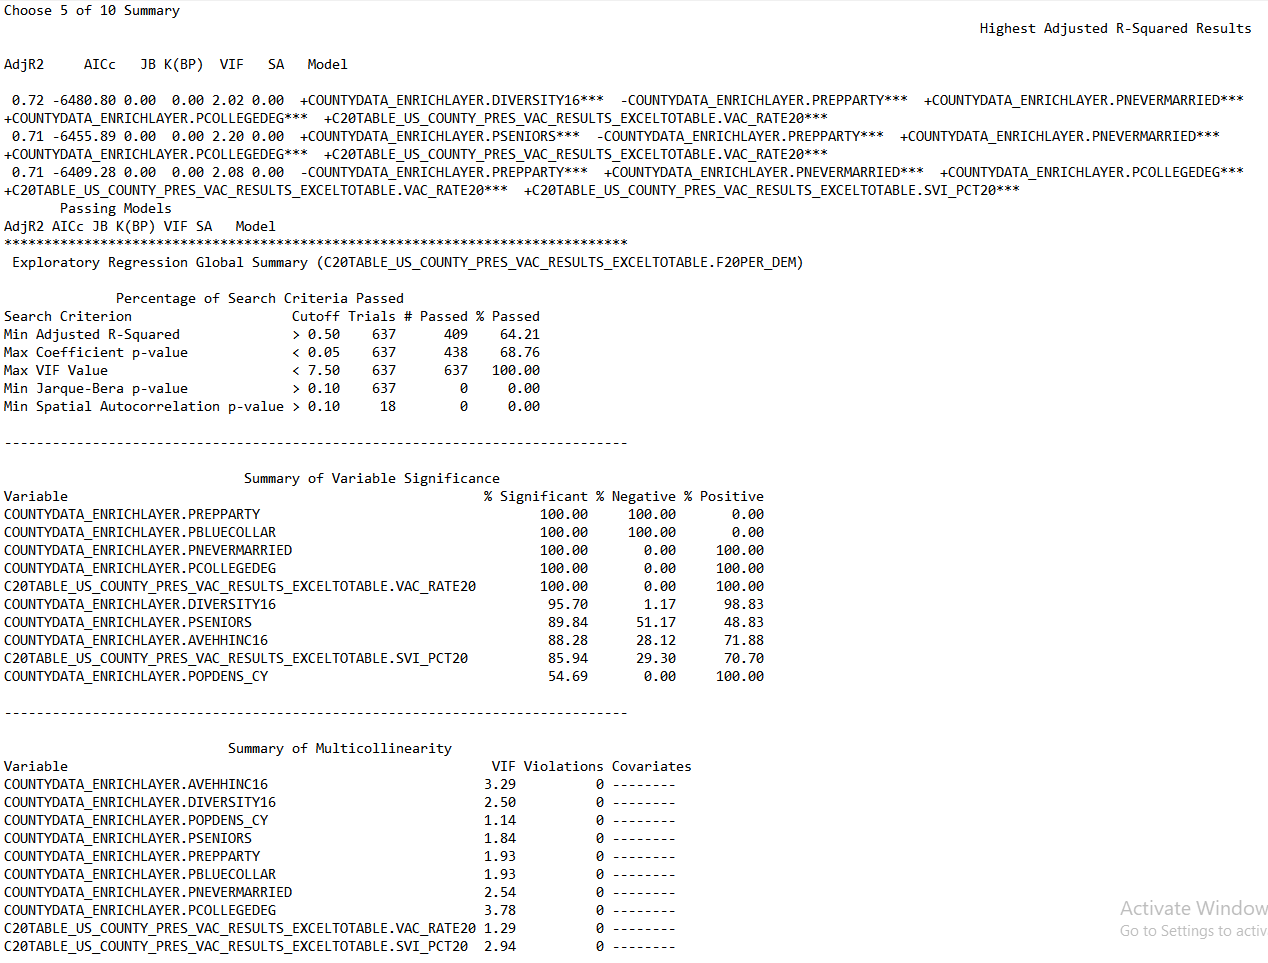 Choose 5 of 10 Summary
Highest Adjusted R-Squared Results
AdjR2 AICc JB K(BP) VIF SA Model
0.72 -6480.80 0.00 0.00 2.02 0.00 +COUNTYDATA_ENRICHLAYER.DIVERSITY16*** -COUNTYDATA_ENRICHLAYER.PREPPARTY*** +COUNTYDATA_ENRICHLAYER.PNEVERMARRIED***
+COUNTYDATA_ENRICHLAYER.PCOLLEGEDEG*** +C20TABLE_US_COUNTY_PRES_VAC_RESULTS_EXCELTOTABLE.VAC_RATE20***
0.71 -6455.89 0.00 0.00 2.20 0.00 +COUNTYDATA_ENRICHLAYER.PSENIORS*** -COUNTYDATA_ENRICHLAYER.PREPPARTY*** +COUNTYDATA_ENRICHLAYER.PNEVERMARRIED***
+COUNTYDATA_ENRICHLAYER.PCOLLEGEDEG*** +C20TABLE_US_COUNTY_PRES_VAC_RESULTS_EXCELTOTABLE.VAC_RATE20***
0.71 -6409.28 0.00 0.00 2.08 0.00 -COUNTYDATA_ENRICHLAYER.PREPPARTY*** +COUNTYDATA_ENRICHLAYER.PNEVERMARRIED*** +COUNTYDATA_ENRICHLAYER.PCOLLEGEDEG***
+C20TABLE_US_COUNTY_PRES_VAC_RESULTS_EXCELTOTABLE.VAC_RATE20*** +C20TABLE_US_COUNTY_PRES_VAC_RESULTS_EXCELTOTABLE.SVI_PCT20***
Passing Models
AdjR2 AICc JB K(BP) VIF SA Model
******************************************************************************
Exploratory Regression Global Summary (C20TABLE_US_COUNTY_PRES_VAC_RESULTS_EXCELTOTABLE.F20PER_DEM)
Percentage of Search Criteria Passed
Search Criterion Cutoff Trials # Passed % Passed
Min Adjusted R-Squared > 0.50 637 409 64.21
Max Coefficient p-value < 0.05 637 438 68.76
Max VIF Value < 7.50 637 637 100.00
Min Jarque-Bera p-value > 0.10 637 0 0.00
Min Spatial Autocorrelation p-value > 0.10 18 0 0.00
------------------------------------------------------------------------------
Summary of Variable Significance
Variable % Significant % Negative % Positive
COUNTYDATA_ENRICHLAYER.PREPPARTY 100.00 100.00 0.00
COUNTYDATA_ENRICHLAYER.PBLUECOLLAR 100.00 100.00 0.00
COUNTYDATA_ENRICHLAYER.PNEVERMARRIED 100.00 0.00 100.00
COUNTYDATA_ENRICHLAYER.PCOLLEGEDEG 100.00 0.00 100.00
C20TABLE_US_COUNTY_PRES_VAC_RESULTS_EXCELTOTABLE.VAC_RATE20 100.00 0.00 100.00
COUNTYDATA_ENRICHLAYER.DIVERSITY16 95.70 1.17 98.83
COUNTYDATA_ENRICHLAYER.PSENIORS 89.84 51.17 48.83
COUNTYDATA_ENRICHLAYER.AVEHHINC16 88.28 28.12 71.88
C20TABLE_US_COUNTY_PRES_VAC_RESULTS_EXCELTOTABLE.SVI_PCT20 85.94 29.30 70.70
COUNTYDATA_ENRICHLAYER.POPDENS_CY 54.69 0.00 100.00
------------------------------------------------------------------------------
Summary of Multicollinearity
Variable VIF Violations Covariates
COUNTYDATA_ENRICHLAYER.AVEHHINC16 3.29 0 --------
COUNTYDATA_ENRICHLAYER.DIVERSITY16 2.50 0 --------
COUNTYDATA_ENRICHLAYER.POPDENS_CY 1.14 0 --------
COUNTYDATA_ENRICHLAYER.PSENIORS 1.84 0 --------
COUNTYDATA_ENRICHLAYER.PREPPARTY 1.93 0 --------
COUNTYDATA_ENRICHLAYER.PBLUECOLLAR 1.93 0 --------
COUNTYDATA_ENRICHLAYER.PNEVERMARRIED 2.54 0 --------
COUNTYDATA_ENRICHLAYER.PCOLLEGEDEG 3.78 0 --------
C20TABLE_US_COUNTY_PRES_VAC_RESULTS_EXCELTOTABLE.VAC_RATE20 1.29 0 --------
C20TABLE_US_COUNTY_PRES_VAC_RESULTS_EXCELTOTABLE.SVI_PCT20 2.94 0 --------
Activate Window
Go to Settings to activ